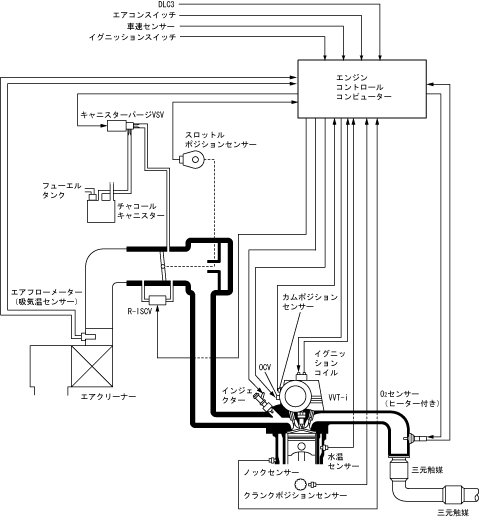 DLC3
エアコンスイッチ
車速センサー
イグニッションスイッチ
エンジン
コントロール
コンピューター
キャニスターパージVSV
スロットル
ポジションセンサー
フューエル
タンク
チャコール
キャニスター
エアフローメーター
(吸気温センサー)
R-ISCV
カムポジション
センサー
イグニッ
ション
コイル
OCV
VVT-i
インジェ
クター
O2センサー
(ヒーター付き)
エアクリーナー
水温
センサー
ノックセンサー
クランクポジションセンサー
三元触媒
三元触媒